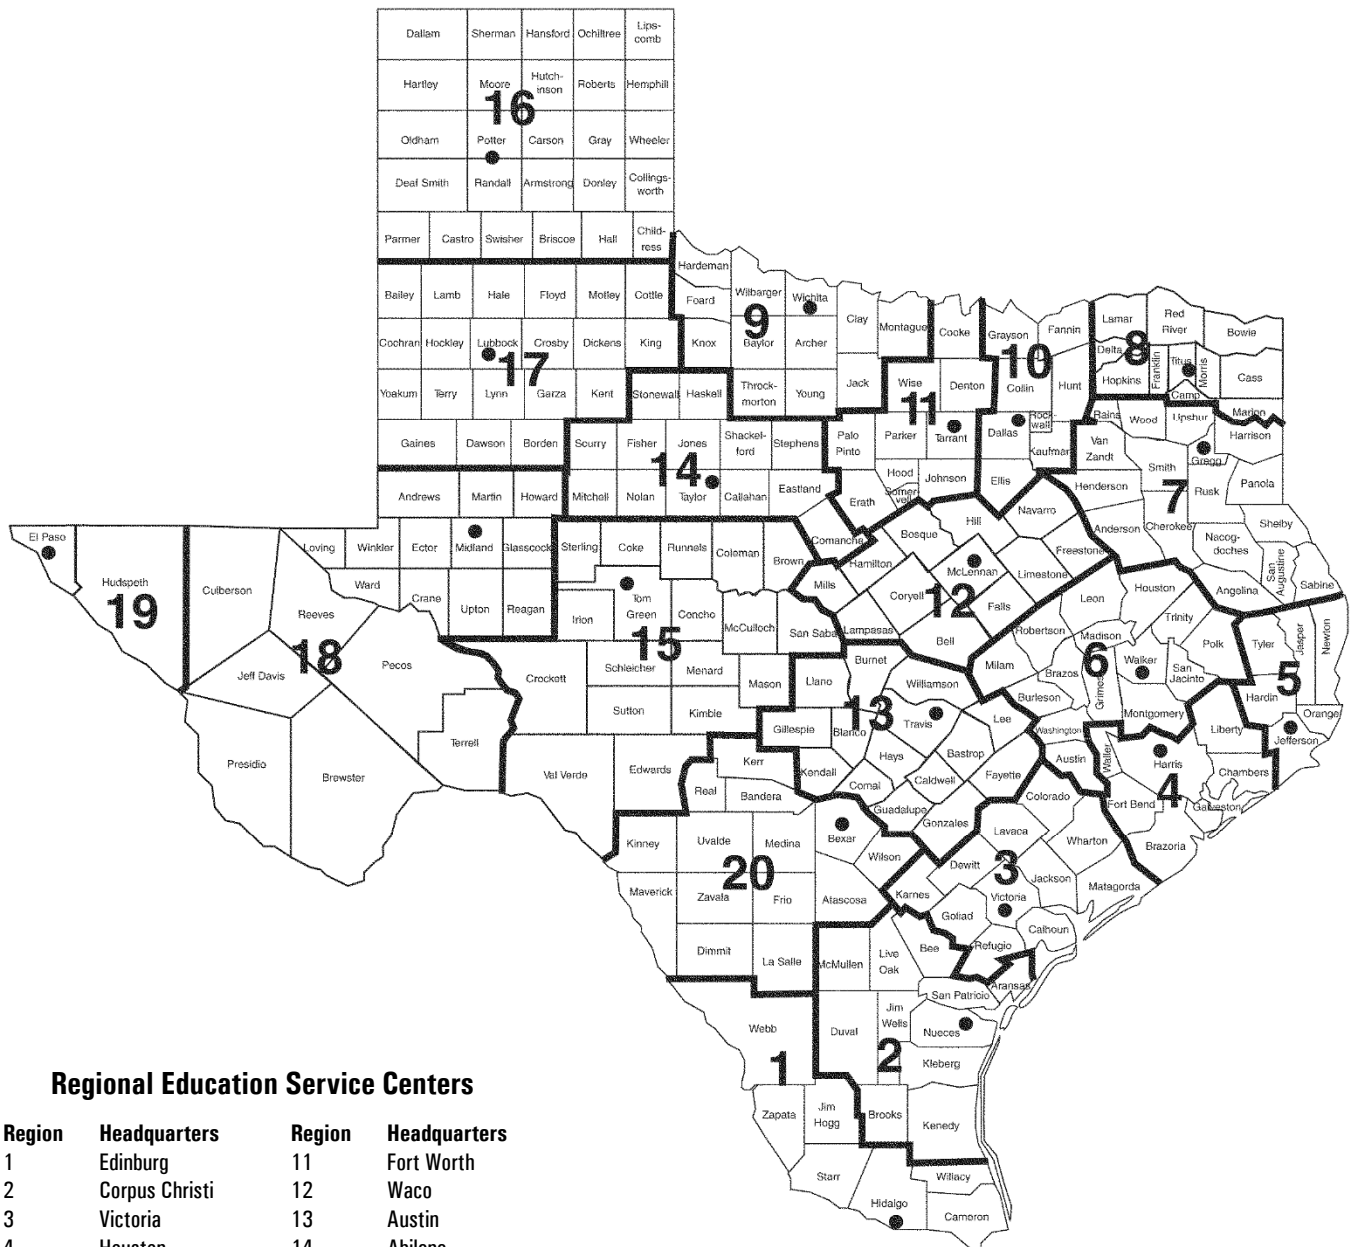 Dallam Sherman Hansford Ochiltree Lips-
comb
Hartley Moore Hutch-
inson Roberts Hemphill
16
Oldham Potter Carson Gray Wheeler
Deaf Smith Randall Armstrong Donley Collings-
worth
Parmer Castro Swisher Briscoe Hall Child-
ress
Hardeman
Bailey Lamb Hale Floyd Motley Cottle Foard Wilbarger Wichita Clay Montague Cooke Grayson Fannin Lamar Red
River Bowie
9 10 8
Cochran Hockley Lubbock Crosby Dickens King Knox Baylor Archer Delta Franklin Titus Morris Cass
17
Yoakum Terry Lynn Garza Kent Stonewall Haskell Throck-
morton Young Jack Wise Denton Collin Hunt Hopkins Camp
11
Gaines Dawson Borden Scurry Fisher Jones Shackel-
ford Stephens Palo
Pinto Parker Tarrant Dallas Rock-
wall Kaufman Rains Wood Upshur Marion Harrison
Van
Zandt Smith Gregg
14
Andrews Martin Howard Mitchell Nolan Taylor Callahan Eastland Erath Hood Somer-
vell Johnson Ellis Henderson Rusk Panola
7
El Paso Loving Winkler Ector Midland Glasscock Sterling Coke Runnels Coleman Brown Comanche Bosque Hill Navarro Anderson Cherokee Nacog-
doches Shelby
Hudspeth Culberson Reeves Ward Crane Upton Reagan Tom
Green Concho Mills Hamilton McLennan Limestone Freestone Houston Angelina San
Augustine Sabine
19
Irion McCulloch San Saba Lampasas Coryell 12 Falls Leon Trinity
15
18 Jeff Davis Pecos Crockett Schleicher Menard Mason Llano Burnet Bell Robertson Madison Polk Tyler Jasper Newton
6
Milam Brazos Grimes Walker San
Jacinto 5 Hardin Orange
Sutton Kimble Gillespie 13 Williamson Burleson Montgomery Liberty Jefferson
Blanco Travis Lee Washington
Presidio Brewster Terrell Val Verde Edwards Kerr Kendall Hays Bastrop Austin Waller Harris Chambers
Real Bandera Comal Caldwell Fayette 4
Guadalupe Gonzales Colorado Fort Bend Galveston
Kinney Uvalde Medina Bexar Lavaca Wharton Brazoria
Wilson Dewitt 3 Jackson Matagorda
20
Maverick Zavala Frio Atascosa Karnes Victoria
Goliad Calhoun
Dimmit La Salle McMullen Live
Oak Bee Refugio
Aransas
San Patricio
Webb Duval Jim
Wells Nueces
1 2 Kleberg
Zapata Jim
Hogg Brooks Kenedy
Starr Willacy
Hidalgo Cameron
Regional Education Service Centers
Region Headquarters Region Headquarters
1 Edinburg 11 Fort Worth
2 Corpus Christi 12 Waco
3 Victoria 13 Austin
4 Houston 14 Abilene